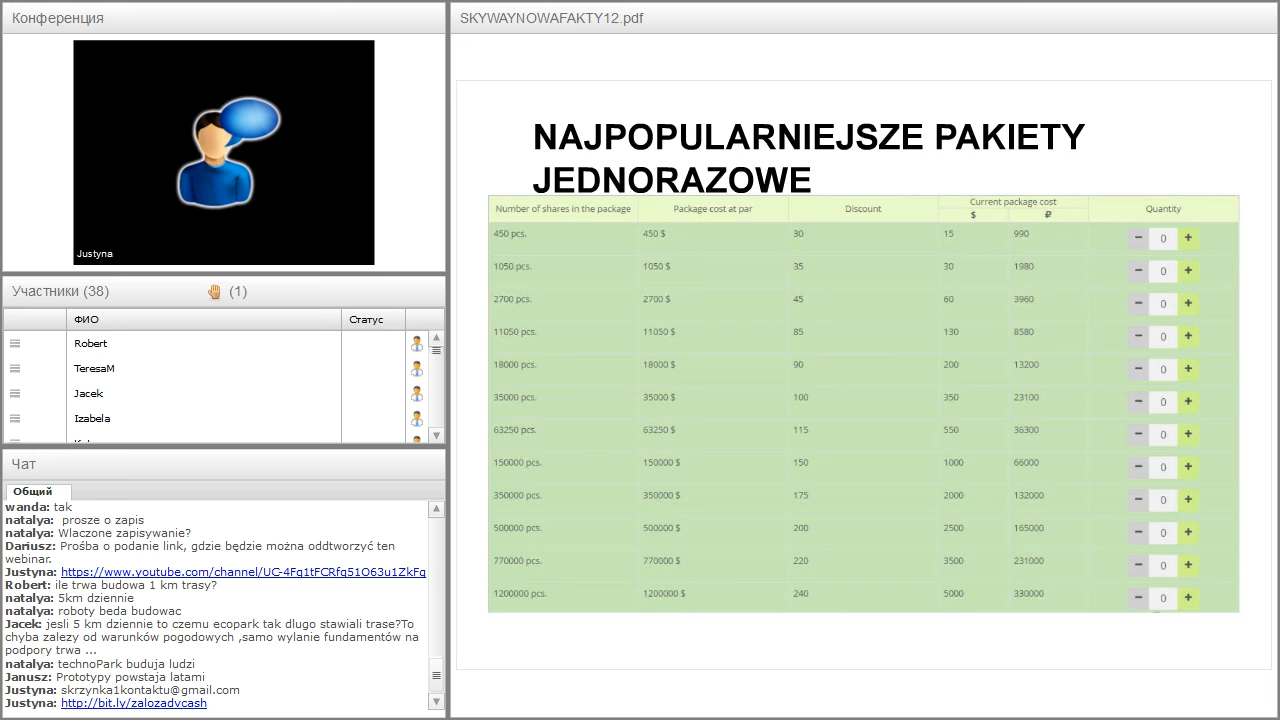 Конференция
Justyna
Участники (38)
(1)
ФИО Статус
Robert
TeresaM
Jacek
Izabela
Чат
Общий
wanda: tak
natalya: prosze o zapis
natalya: Wlaczone zapisywanie?
Dariusz: Prośba o podanie link, gdzie będzie można oddtworzyć ten
webinar.
Justyna: https://www.youtube.com/channel/UC-4Fq1tFCRfq51O63u1ZkFg
Robert: ile trwa budowa 1 km trasy?
natalya: 5km dziennie
natalya: roboty beda budowac
Jacek: jesli 5 km dziennie to czemu ecopark tak dlugo stawiali trase?To
chyba zalezy od warunków pogodowych ,samo wylanie fundamentów na
podpory trwa ...
natalya: technoPark buduja ludzi
Janusz: Prototypy powstaja latami
Justyna: skrzynka1kontaktu@gmail.com
Justyna: http://bit.ly/zalozadvcash
SKYWAYNOWAFAKTY12.pdf
NAJPOPULARNIEJSZE PAKIETY
JEDNORAZOWE
Number of shares in the package Package cost at par Discount Current package cost Quantity
$ ₽
450 pcs. 450 $ 30 15 990 − 0 +
1050 pcs. 1050 $ 35 30 1980 − 0 +
2700 pcs. 2700 $ 45 60 3960 − 0 +
11050 pcs. 11050 $ 85 130 8580 − 0 +
18000 pcs. 18000 $ 90 200 13200 − 0 +
35000 pcs. 35000 $ 100 350 23100 − 0 +
63250 pcs. 63250 $ 115 550 36300 − 0 +
150000 pcs. 150000 $ 150 1000 66000 − 0 +
350000 pcs. 350000 $ 175 2000 132000 − 0 +
500000 pcs. 500000 $ 200 2500 165000 − 0 +
770000 pcs. 770000 $ 220 3500 231000 − 0 +
1200000 pcs. 1200000 $ 240 5000 330000 − 0 +